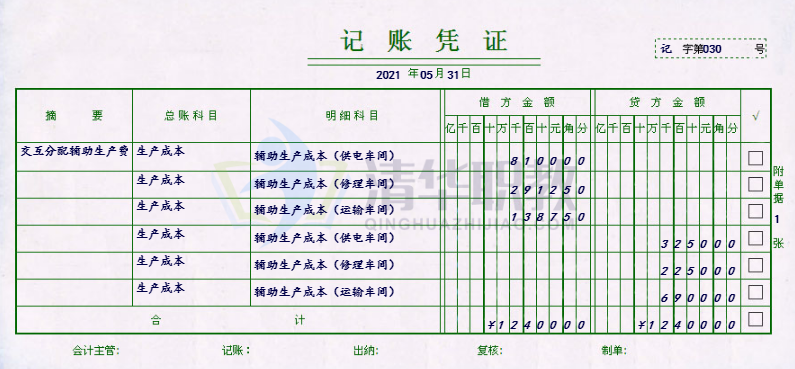 记账凭证
记 字第030 号
2021 年05月31日
摘 要 总账科目 明细科目 借方金额 贷方金额 √
亿千百十万千百十元角分 亿千百十万千百十元角分
交互分配辅助生产费 生产成本 辅助生产成本（供电车间） 810000
生产成本 辅助生产成本（修理车间） 291250
生产成本 辅助生产成本（运输车间） 138750
生产成本 辅助生产成本（供电车间） 325000
生产成本 辅助生产成本（修理车间） 225000
生产成本 辅助生产成本（运输车间） 690000
合 计 ¥1240000 ¥1240000
附单据 1 张
会计主管： 记账： 出纳： 复核： 制单：
清华职教
QINGHUAZHIJIAO.COM